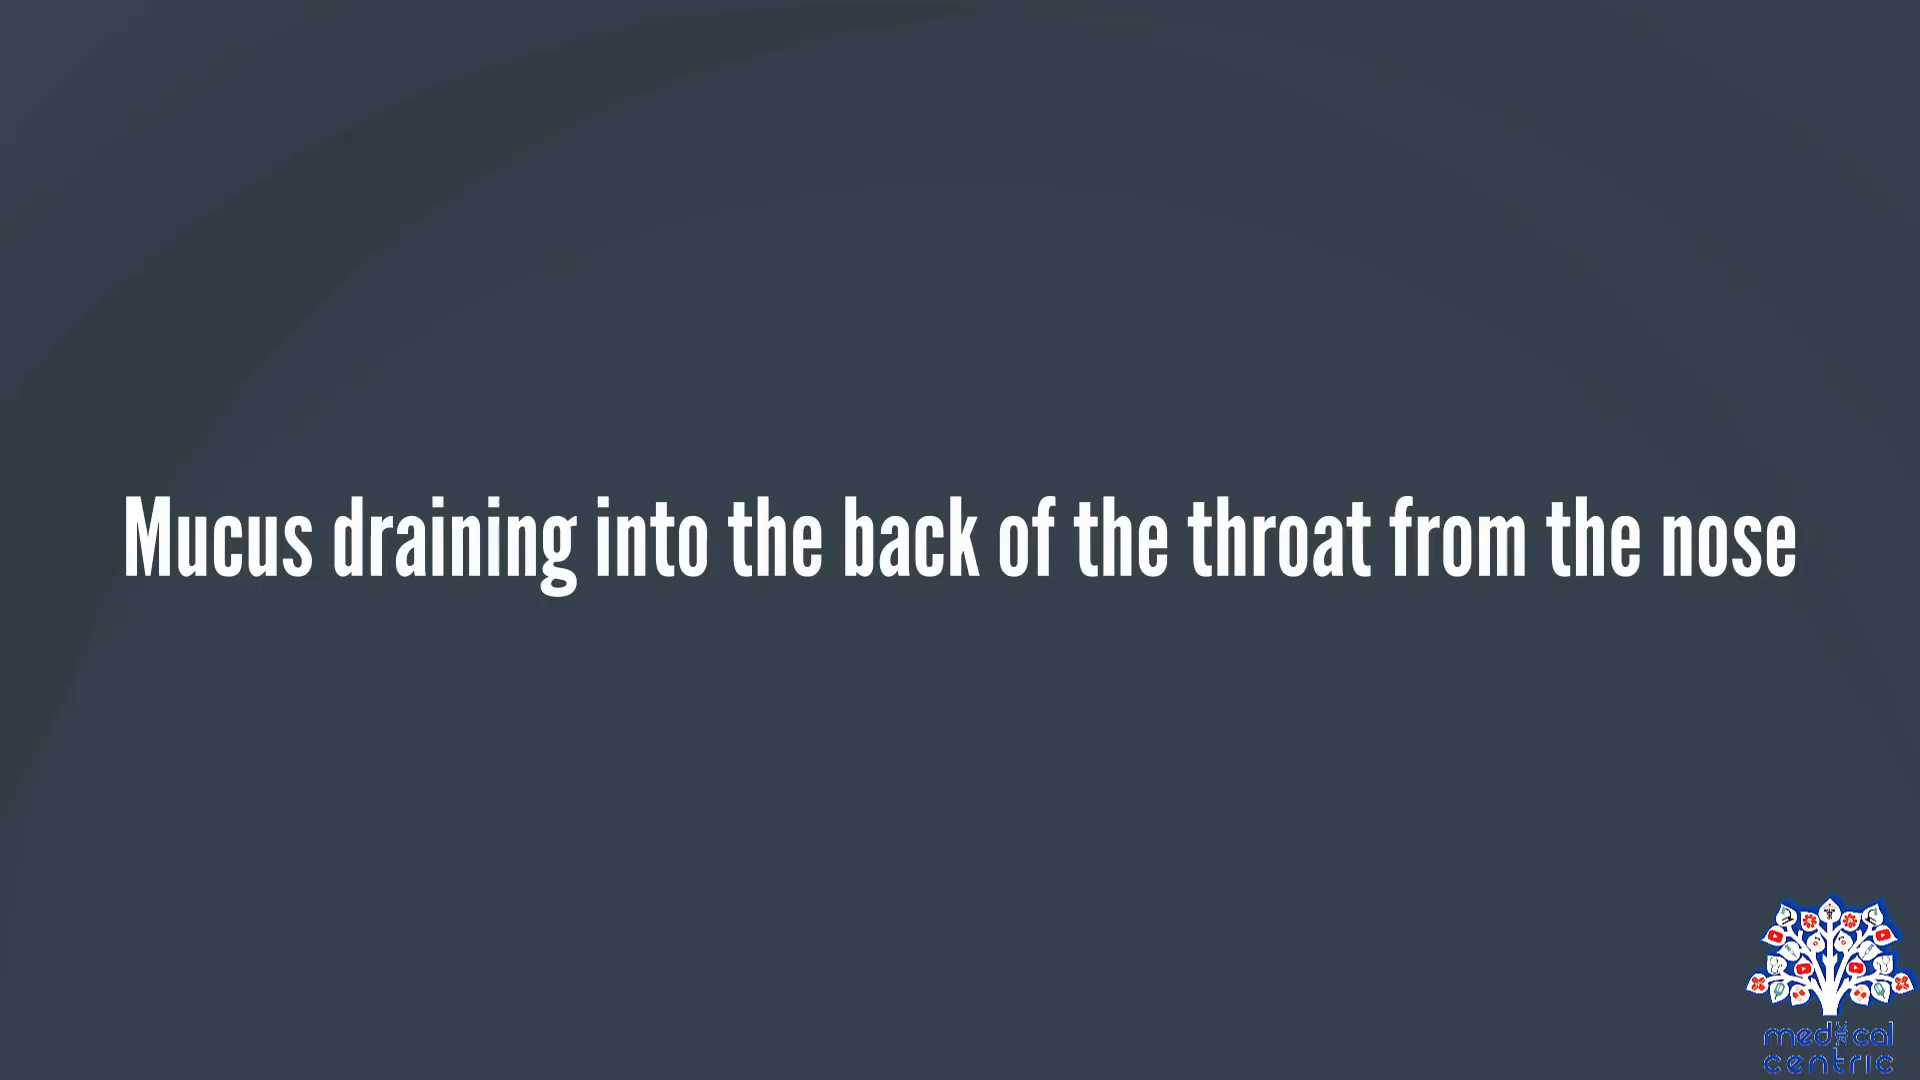 Mucus draining into the back of the throat from the nose
medical
centric